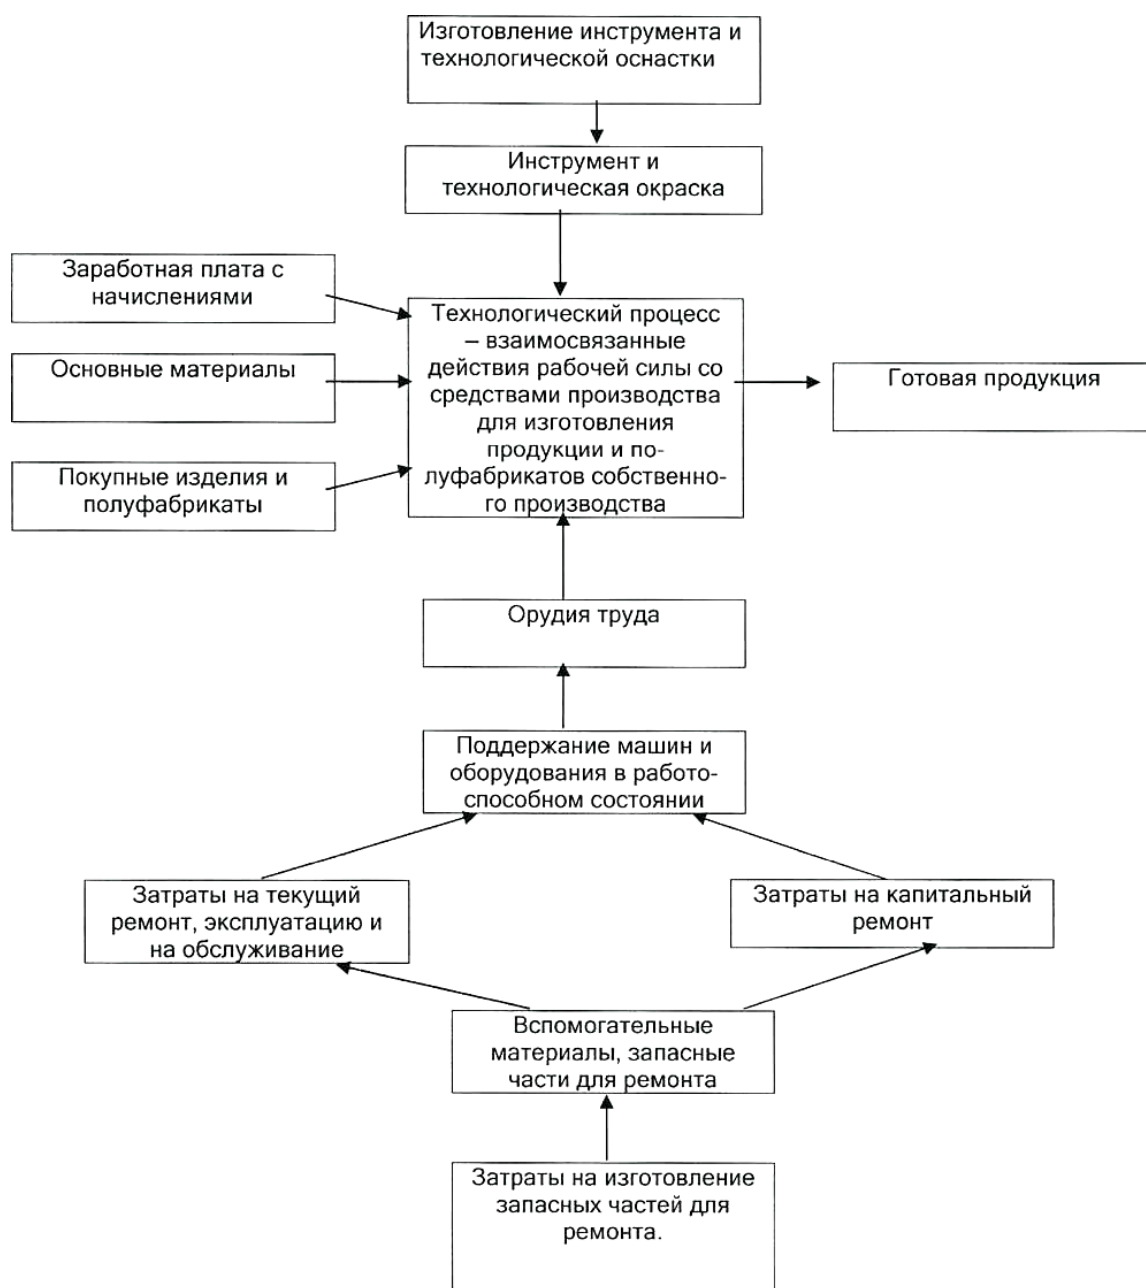 Изготовление инструмента и
технологической оснастки
Инструмент и
технологическая окраска
Заработная плата с
начислениями
Основные материалы
Покупные изделия и
полуфабрикаты
Технологический процесс
– взаимосвязанные
действия рабочей силы со
средствами производства
для изготовления
продукции и по-
луфабрикатов собственно-
го производства
Готовая продукция
Орудия труда
Поддержание машин и
оборудования в работо-
способном состоянии
Затраты на текущий
ремонт, эксплуатацию и
на обслуживание
Затраты на капитальный
ремонт
Вспомогательные
материалы, запасные
части для ремонта
Затраты на изготовление
запасных частей для
ремонта.